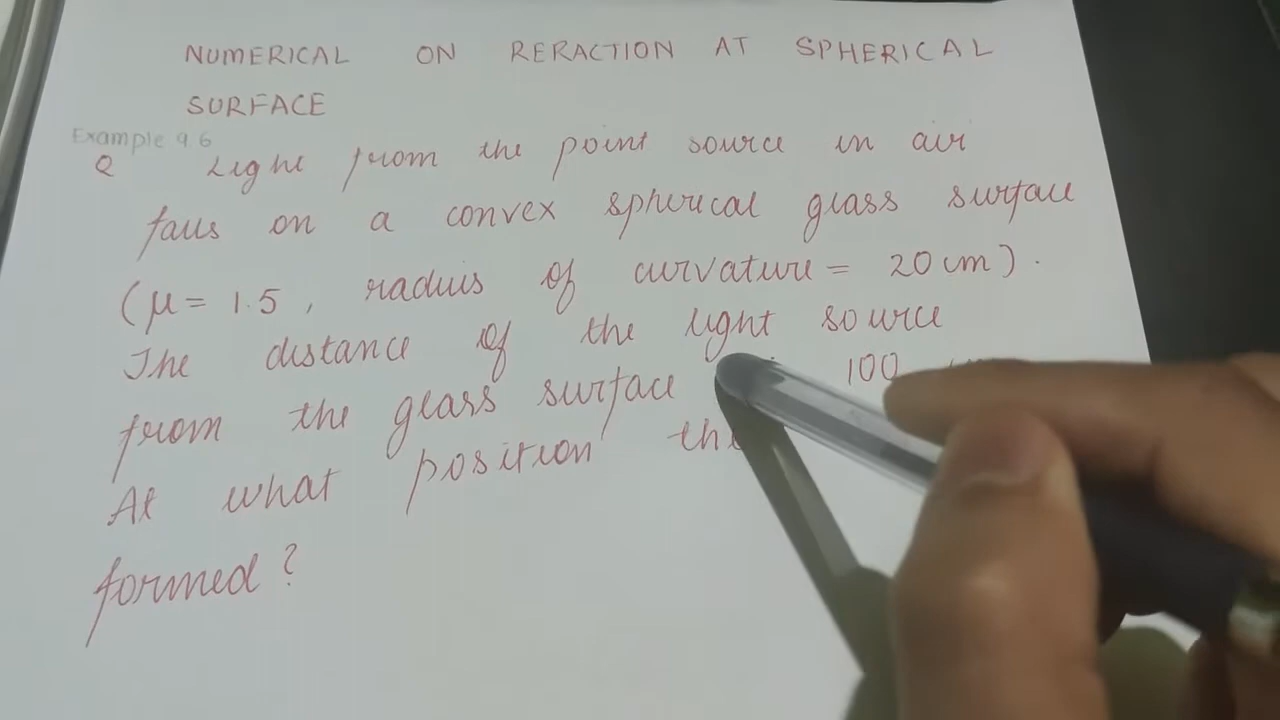 NUMERICAL ON RERACTION AT SPHERICAL
SURFACE
Example 9.6
Q Light from the point source in air
falls on a convex spherical glass surface
(μ = 1.5 , radius of curvature = 20 cm) .
The distance of the light source
from the glass surface 100
At what position the
formed ?